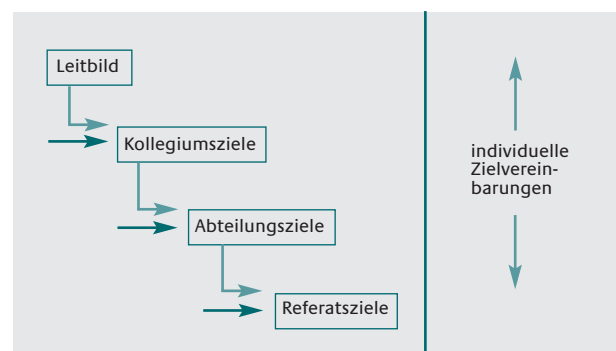 Leitbild
Kollegiumsziele
Abteilungsziele
Referatsziele
individuelle
Zielverein-
barungen